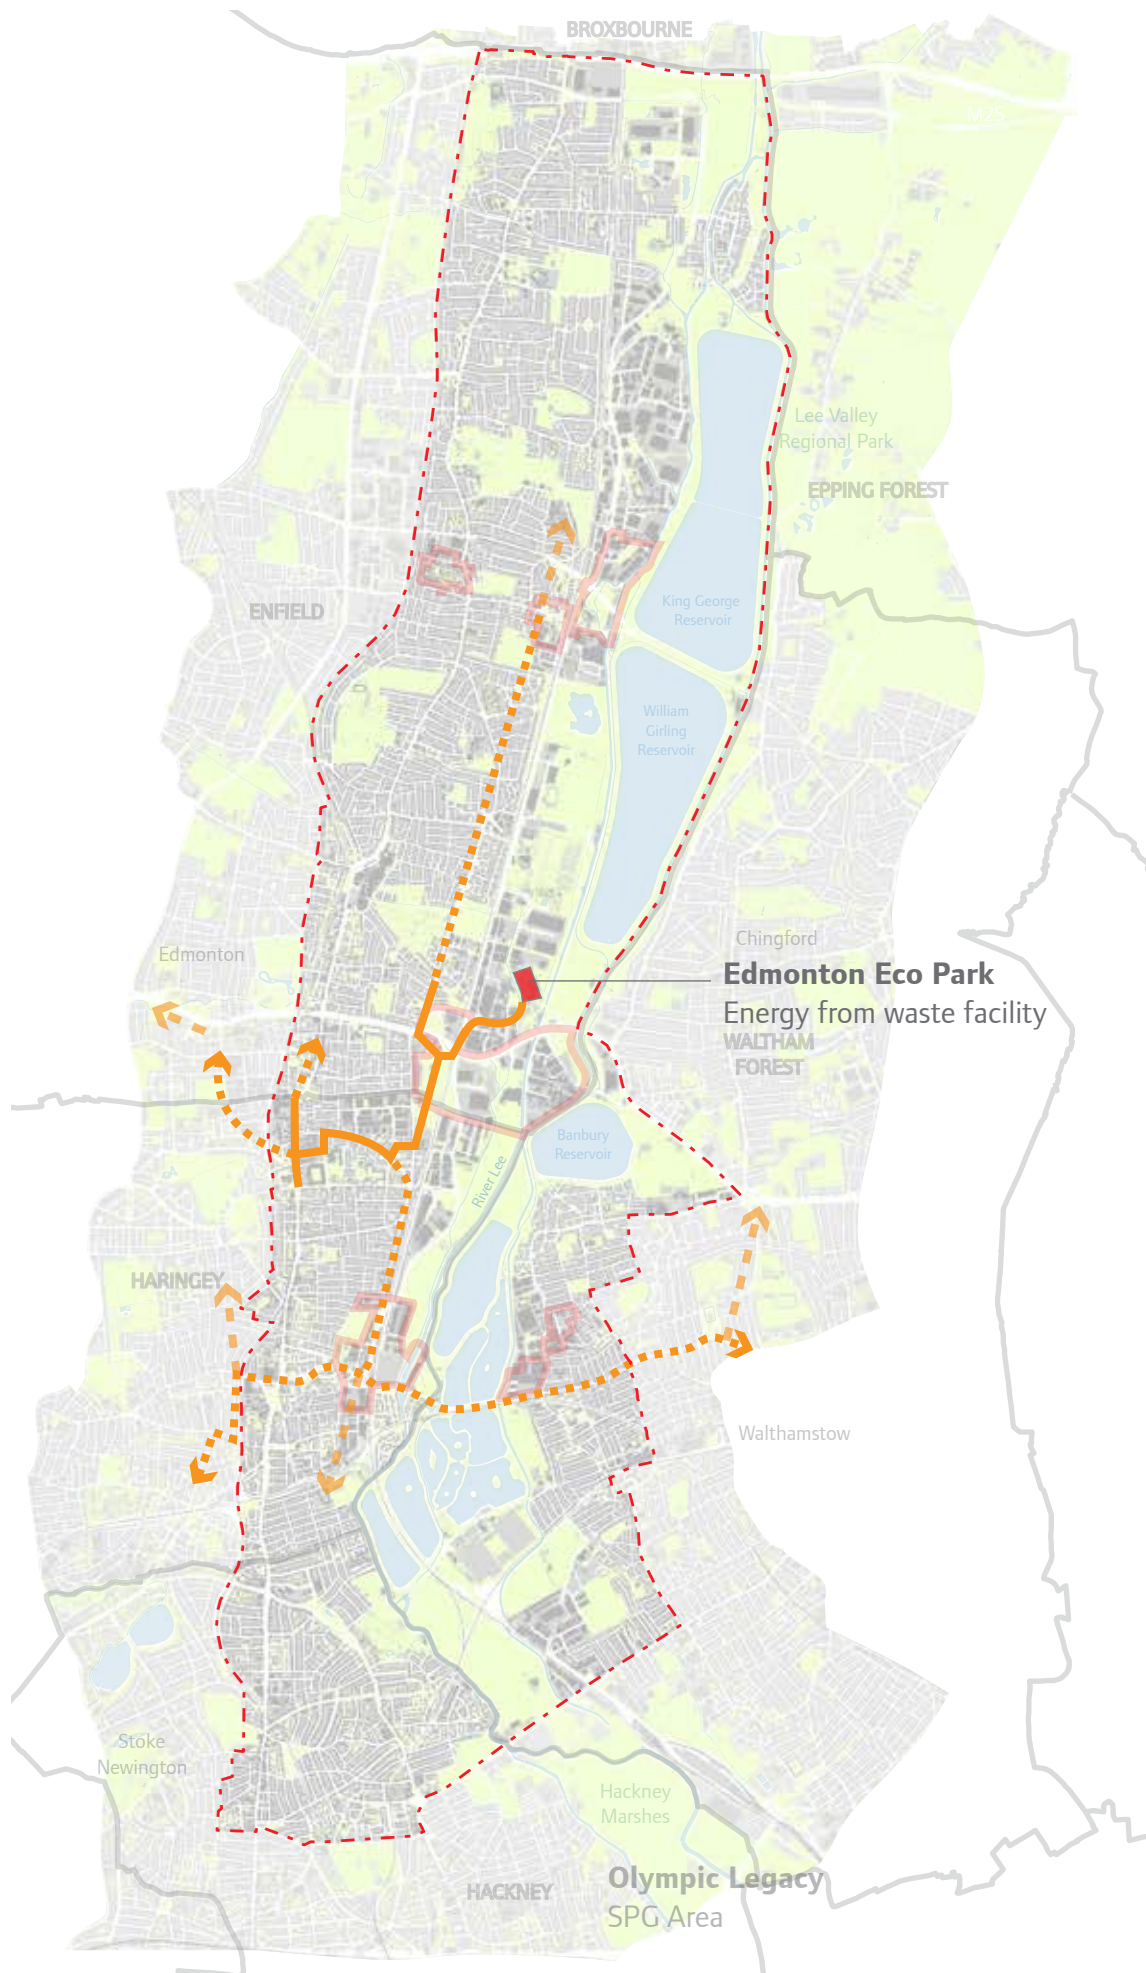 BROXBOURNE
M25
Lee Valley
Regional Park
EPPING FOREST
King George
Reservoir
ENFIELD
William
Girling
Reservoir
Edmonton
Chingford
Edmonton Eco Park
Energy from waste facility
WALTHAM
FOREST
Banbury
Reservoir
River Lee
HARINGEY
Walthamstow
Stoke
Newington
Hackney
Marshes
Olympic Legacy
SPG Area
HACKNEY